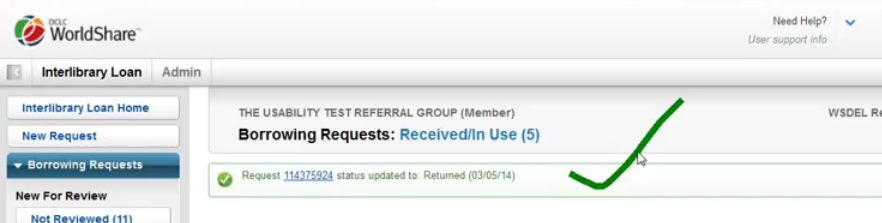 OCLC
WorldShare™
Need Help?
User support info
Interlibrary Loan
Admin
Interlibrary Loan Home
New Request
Borrowing Requests
New For Review
Not Reviewed (11)
THE USABILITY TEST REFERRAL GROUP (Member)
WSDEL Re
Borrowing Requests: Received/In Use (5)
Request 114375924 status updated to: Returned (03/05/14)